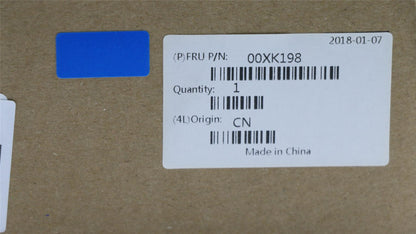 2018-01-07
(P)FRU P/N: 00XK198
Quantity: 1
(4L)Origin: CN
Made in China